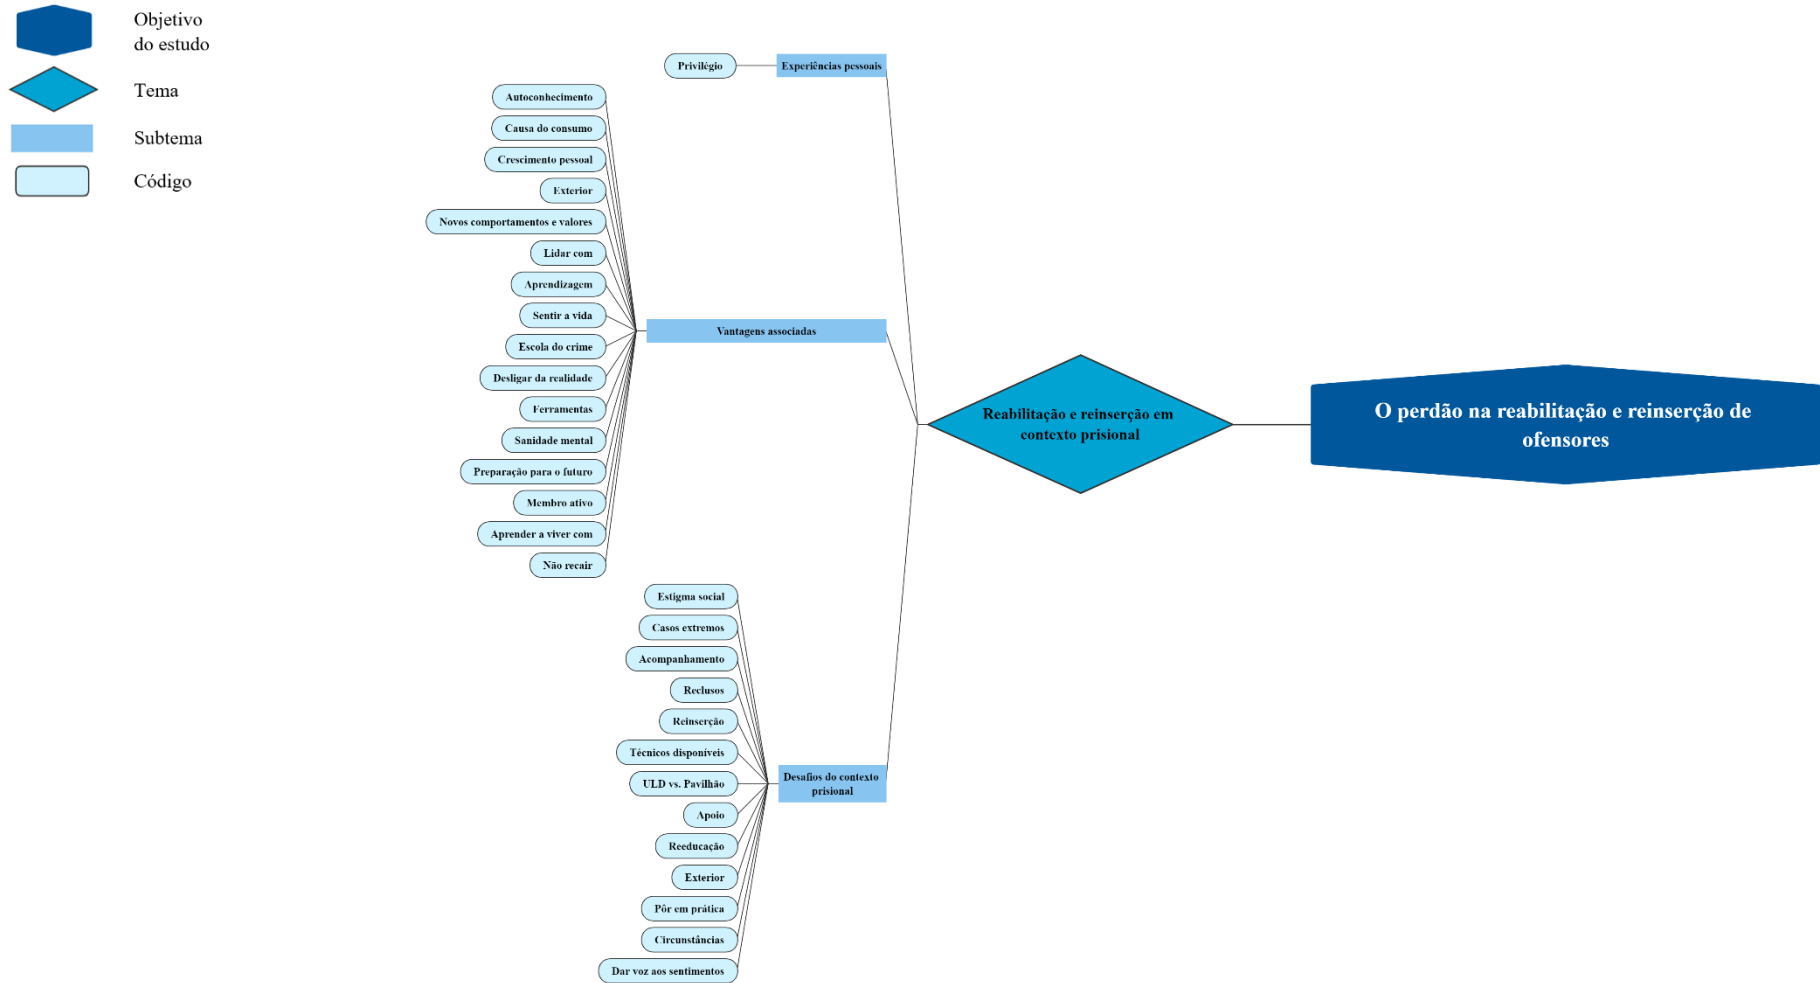 Objetivo
do estudo
Tema
Subtema
Código
Privilégio
Experiências pessoais
Autoconhecimento
Causa do consumo
Crescimento pessoal
Exterior
Novos comportamentos e valores
Lidar com
Aprendizagem
Sentir a vida
Escola do crime
Desligar da realidade
Ferramentas
Sanidade mental
Preparação para o futuro
Membro ativo
Aprender a viver com
Não recair
Vantagens associadas
Estigma social
Casos extremos
Acompanhamento
Reclusos
Reinserção
Técnicos disponíveis
ULD vs. Pavilhão
Apoio
Reeducação
Exterior
Pôr em prática
Circunstâncias
Dar voz aos sentimentos
Desafios do contexto
prisional
Reabilitação e reinserção em
contexto prisional
O perdão na reabilitação e reinserção de
ofensores